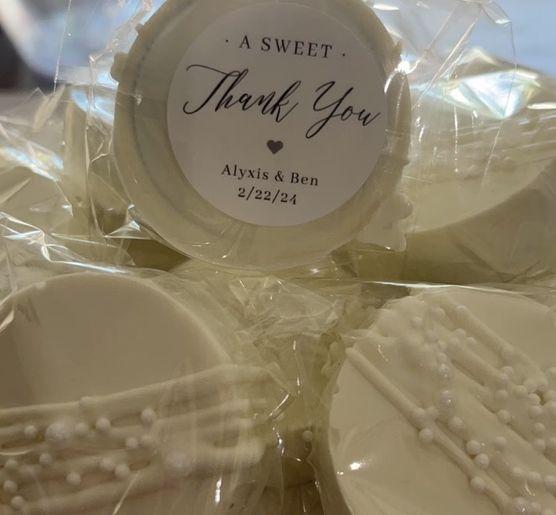 · A SWEET ·
Thank You
Alyxis & Ben
2/22/24